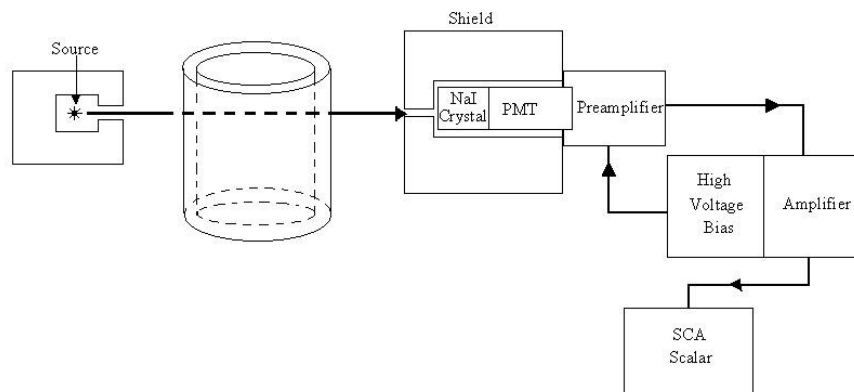 Shield
Source
NaI
Crystal
PMT
Preamplifier
High
Voltage
Bias
Amplifier
SCA
Scalar